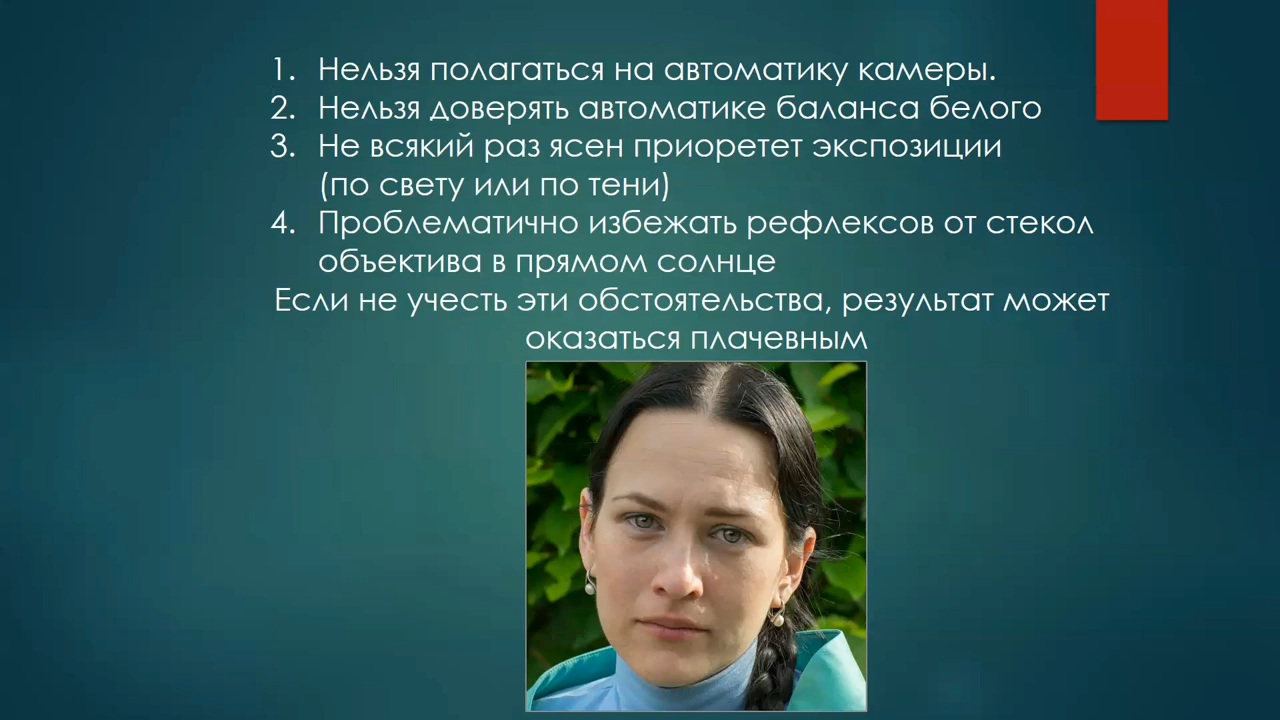 1. Нельзя полагаться на автоматику камеры.
2. Нельзя доверять автоматике баланса белого
3. Не всякий раз ясен приоретет экспозиции
(по свету или по тени)
4. Проблематично избежать рефлексов от стекол
объектива в прямом солнце
Если не учесть эти обстоятельства, результат может
оказаться плачевным